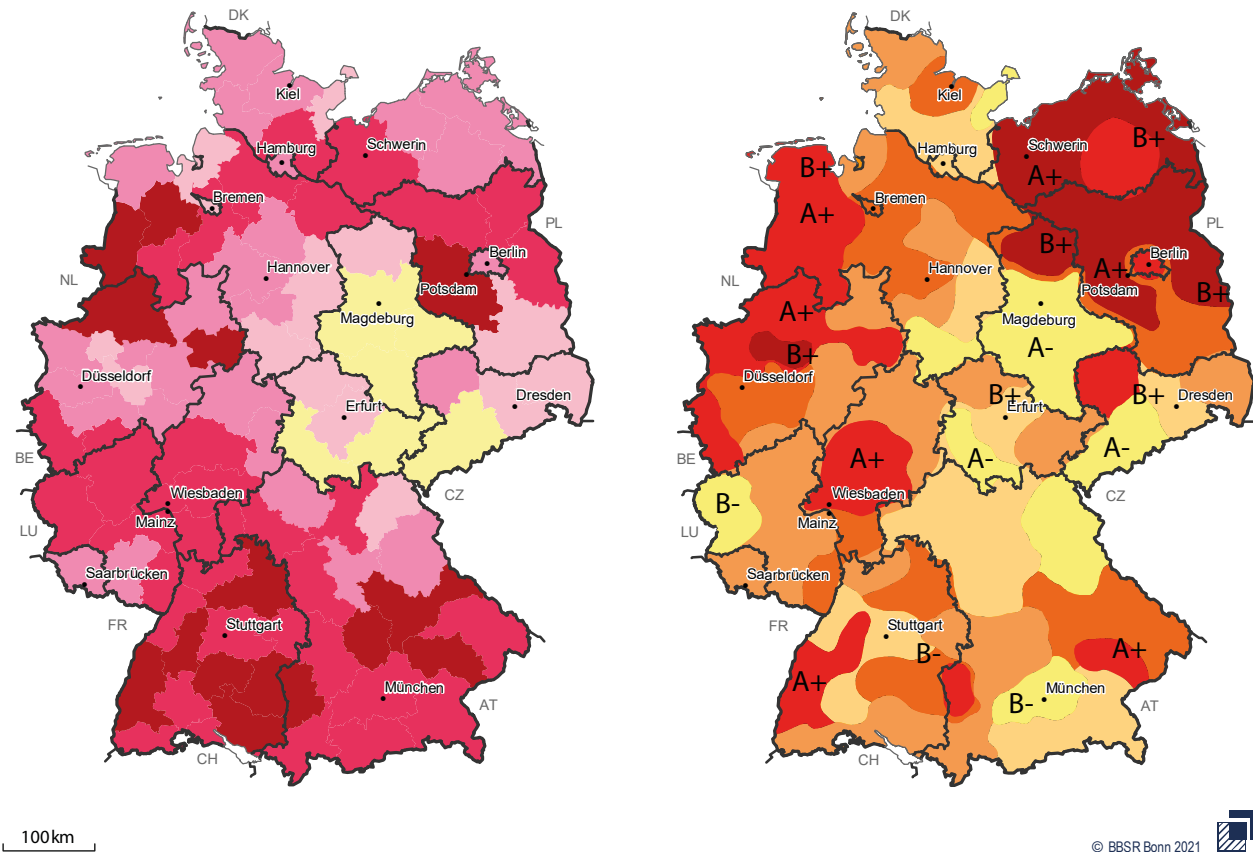 DK
Kiel
Schwerin
Hamburg
Bremen
PL
Berlin
Hannover
NL
Potsdam
Magdeburg
Düsseldorf
Dresden
Erfurt
BE
CZ
Wiesbaden
LU
Mainz
Saarbrücken
FR
Stuttgart
München
AT
CH
DK
Kiel
B+
Schwerin
Hamburg
B+
A+
Bremen
A+
PL
B+
Berlin
Hannover
A+
NL
Potsdam
B+
A+
Magdeburg
A-
B+
Düsseldorf
B+
B+
Dresden
Erfurt
A-
A+
A-
BE
CZ
Wiesbaden
B-
Mainz
LU
Saarbrücken
FR
Stuttgart
B-
A+
A+
München
B-
AT
CH
100 km
© BBSR Bonn 2021